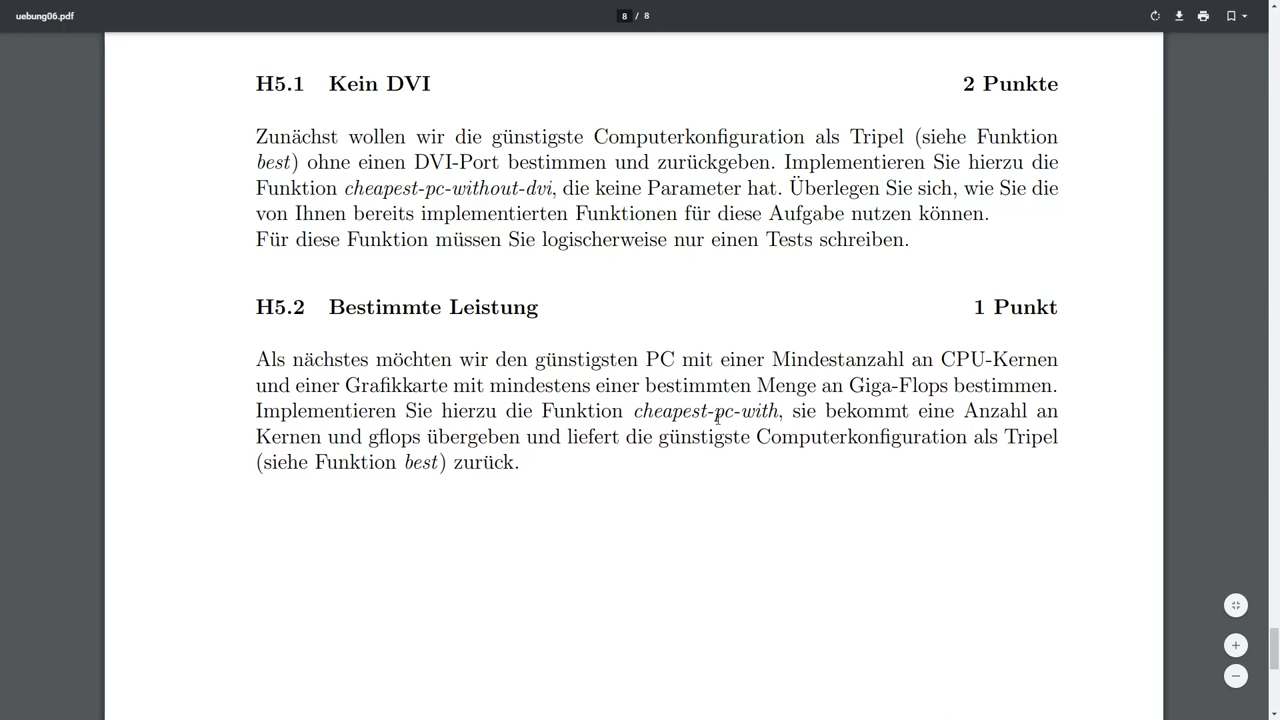 uebung06.pdf
8 / 8
H5.1 Kein DVI 2 Punkte
Zunächst wollen wir die günstigste Computerkonfiguration als Tripel (siehe Funktion
best) ohne einen DVI-Port bestimmen und zurückgeben. Implementieren Sie hierzu die
Funktion cheapest-pc-without-dvi, die keine Parameter hat. Überlegen Sie sich, wie Sie die
von Ihnen bereits implementierten Funktionen für diese Aufgabe nutzen können.
Für diese Funktion müssen Sie logischerweise nur einen Tests schreiben.
H5.2 Bestimmte Leistung 1 Punkt
Als nächstes möchten wir den günstigsten PC mit einer Mindestanzahl an CPU-Kernen
und einer Grafikkarte mit mindestens einer bestimmten Menge an Giga-Flops bestimmen.
Implementieren Sie hierzu die Funktion cheapest-pc-with, sie bekommt eine Anzahl an
Kernen und gflops übergeben und liefert die günstigste Computerkonfiguration als Tripel
(siehe Funktion best) zurück.